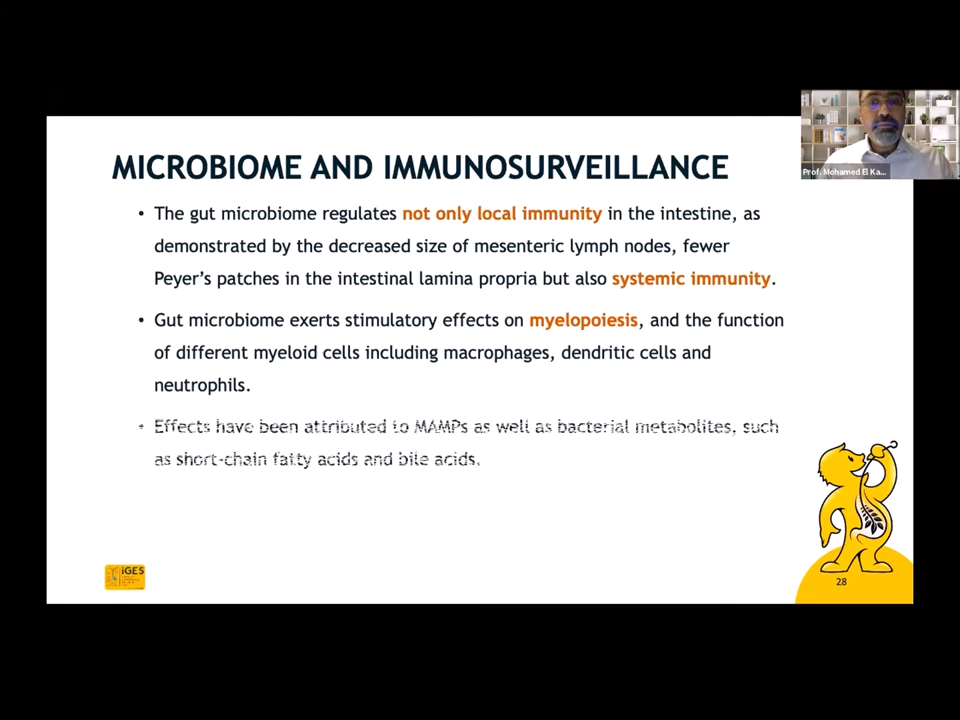 Prof. Mohamed El Ka...
MICROBIOME AND IMMUNOSURVEILLANCE
• The gut microbiome regulates not only local immunity in the intestine, as
demonstrated by the decreased size of mesenteric lymph nodes, fewer
Peyer’s patches in the intestinal lamina propria but also systemic immunity.
• Gut microbiome exerts stimulatory effects on myelopoiesis, and the function
of different myeloid cells including macrophages, dendritic cells and
neutrophils.
• Effects have been attributed to MAMPs as well as bacterial metabolites, such
as short-chain fatty acids and bile acids.
iGES
28